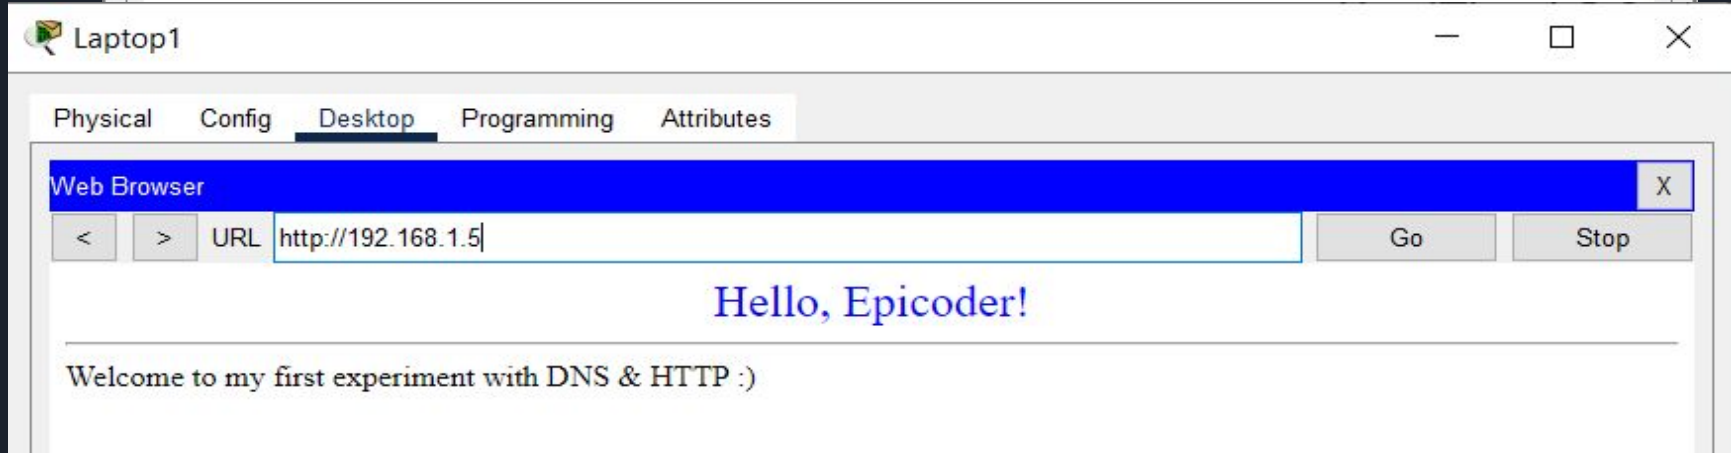 Laptop1
Physical Config Desktop Programming Attributes
Web Browser X
< > URL http://192.168.1.5 Go Stop
Hello, Epicoder!
Welcome to my first experiment with DNS & HTTP :)